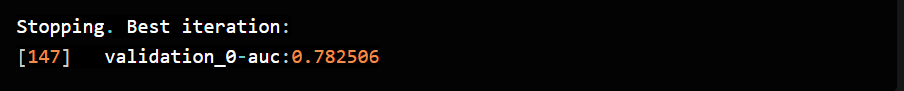 Stopping. Best iteration:
[147]   validation_0-auc:0.782506